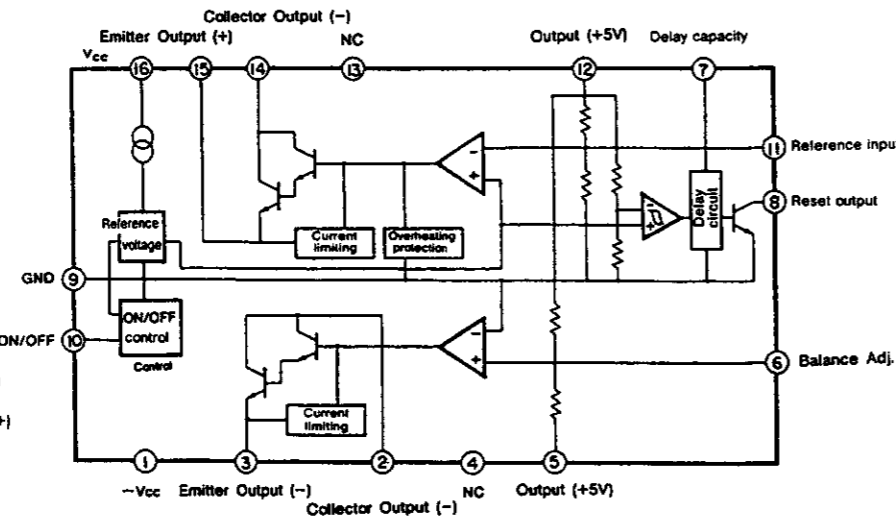 Collector Output (−)
Emitter Output (+)
NC
Output (+5V)
Delay capacity
Vcc
16
15
14
13
12
7
−
+
11
Reference input
8
Reset output
Reference
voltage
Current
limiting
Overheating
protection
−
+
Delay
circuit
GND
9
ON/OFF
10
ON/OFF
control
Control
−
+
6
Balance Adj.
+)
Current
limiting
1
3
2
4
5
−Vcc
Emitter Output (−)
NC
Output (+5V)
Collector Output (−)